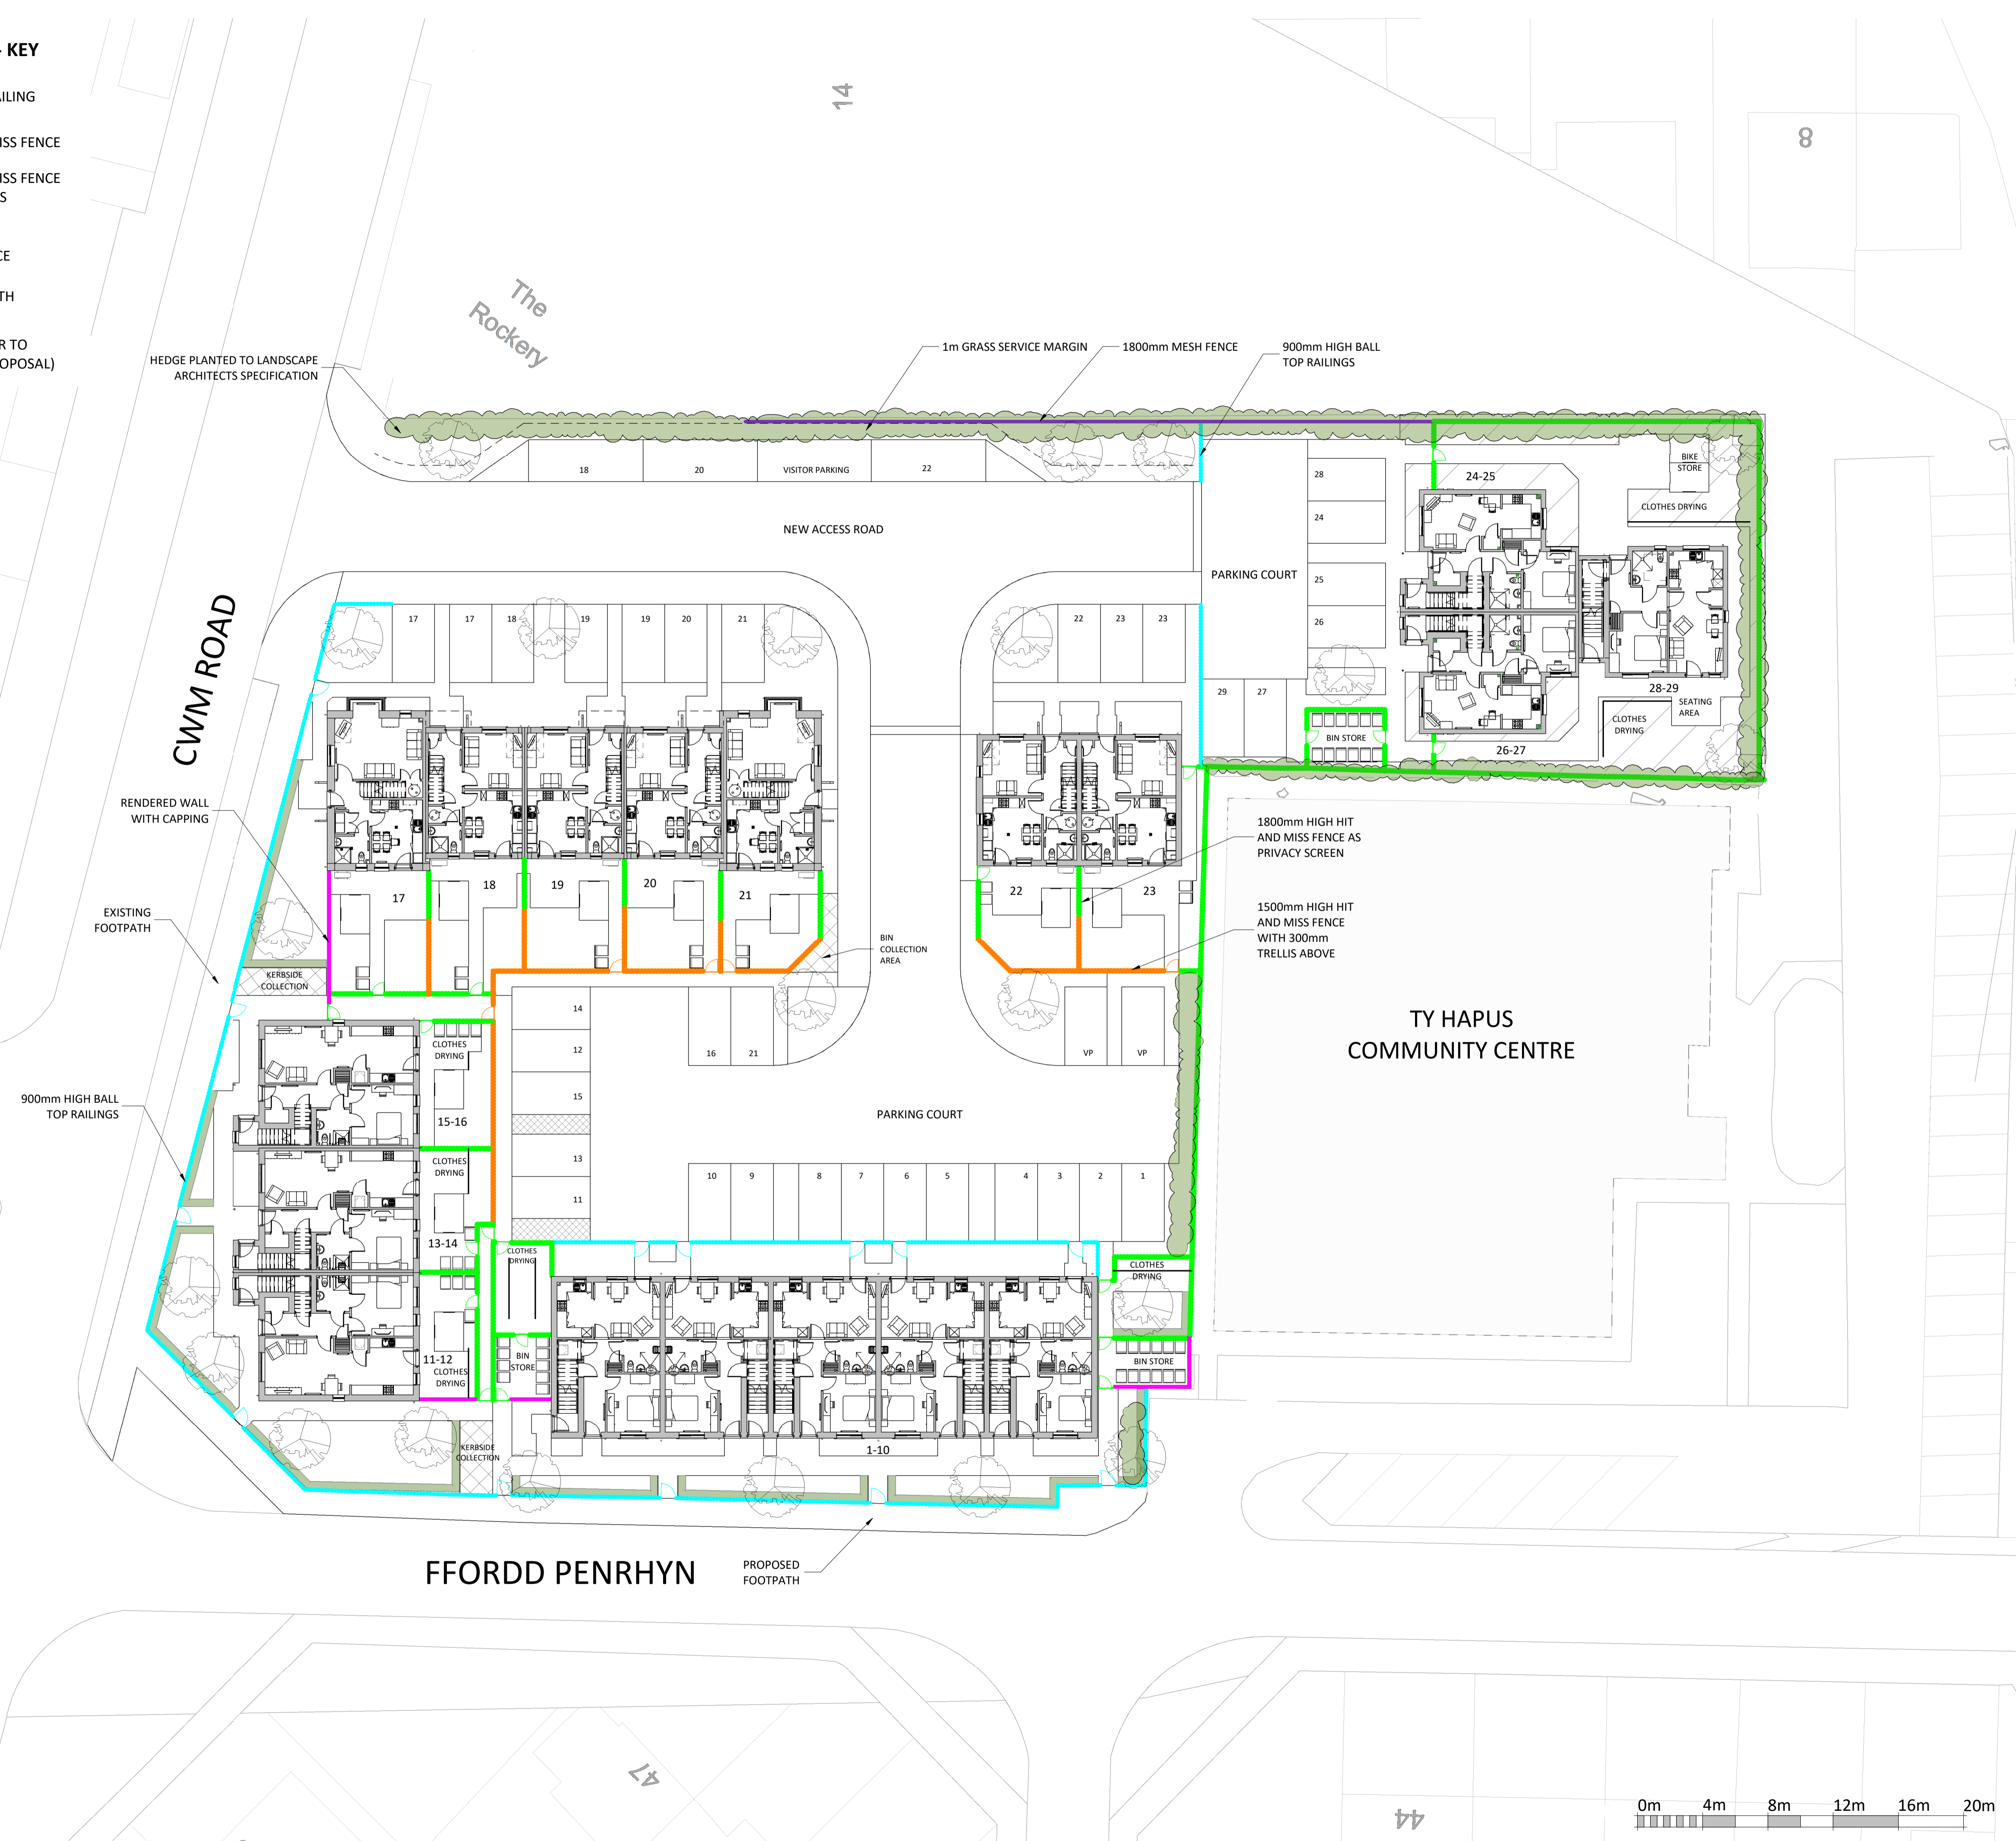 KEY
14
8
HEDGE PLANTED TO LANDSCAPE
ARCHITECTS SPECIFICATION
The
Rockery
1m GRASS SERVICE MARGIN
1800mm MESH FENCE
900mm HIGH BALL
TOP RAILINGS
18
20
VISITOR PARKING
22
NEW ACCESS ROAD
28
24
25
26
29
27
PARKING COURT
24-25
BIKE
STORE
CLOTHES DRYING
28-29
SEATING
AREA
CLOTHES
DRYING
26-27
BIN STORE
CWM ROAD
17
17
18
19
19
20
21
22
23
23
RENDERED WALL
WITH CAPPING
EXISTING
FOOTPATH
KERBSIDE
COLLECTION
17
18
19
20
21
22
23
BIN
COLLECTION
AREA
1800mm HIGH HIT
AND MISS FENCE AS
PRIVACY SCREEN
1500mm HIGH HIT
AND MISS FENCE
WITH 300mm
TRELLIS ABOVE
TY HAPUS
COMMUNITY CENTRE
900mm HIGH BALL
TOP RAILINGS
CLOTHES
DRYING
15-16
CLOTHES
DRYING
13-14
11-12
CLOTHES
DRYING
14
12
15
13
11
16
21
VP
VP
PARKING COURT
10
9
8
7
6
5
4
3
2
1
CLOTHES
DRYING
BIN
STORE
CLOTHES
DRYING
BIN STORE
1-10
KERBSIDE
COLLECTION
FFORDD PENRHYN
PROPOSED
FOOTPATH
47
44
0m
4m
8m
12m
16m
20m